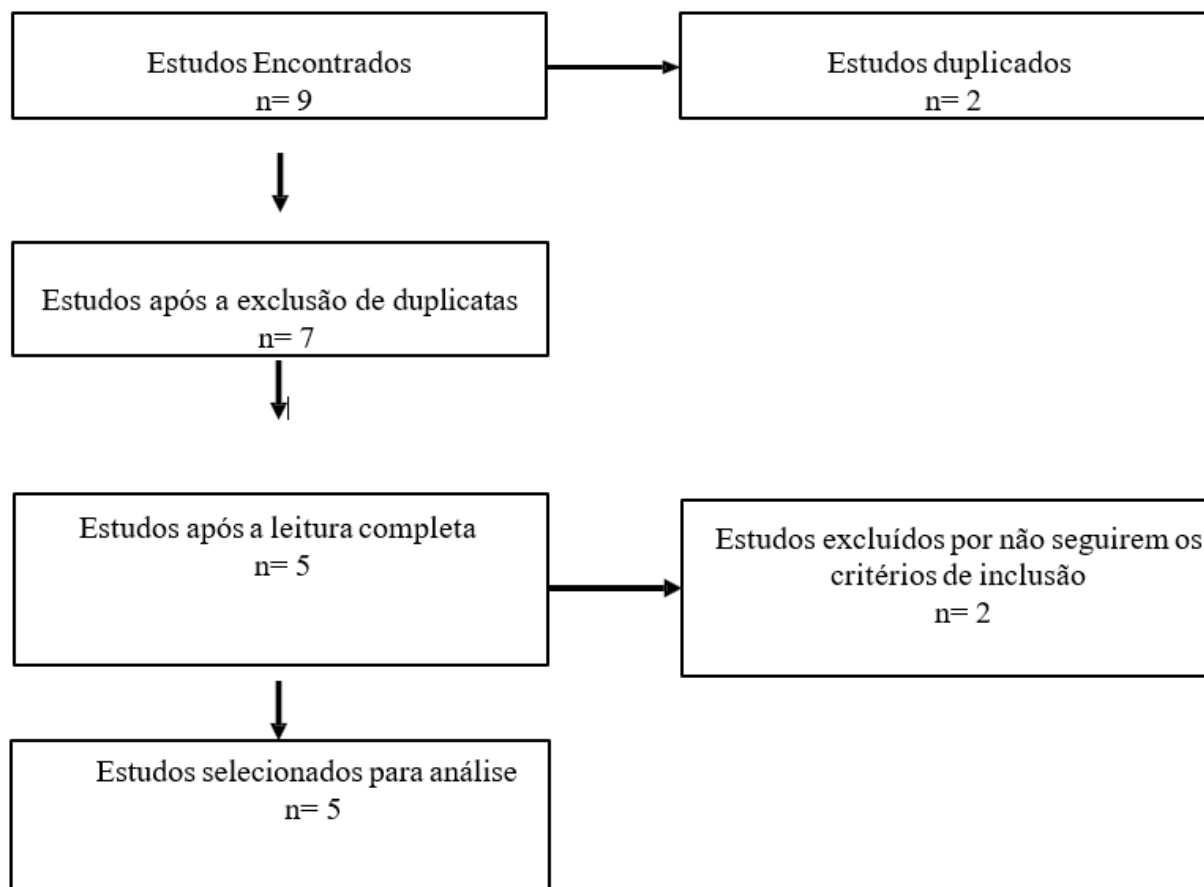 Estudos Encontrados
n= 9
Estudos duplicados
n= 2
Estudos após a exclusão de duplicatas
n= 7
Estudos após a leitura completa
n= 5
Estudos excluídos por não seguirem os
critérios de inclusão
n= 2
Estudos selecionados para análise
n= 5